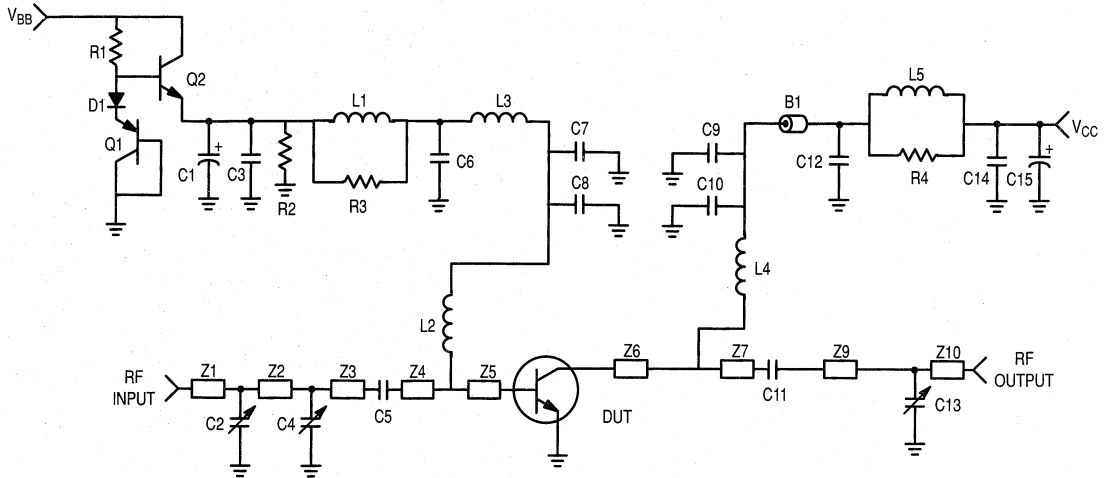 VBB
R1
Q2
D1
Q1
C1
+
C3
R2
L1
R3
C6
L3
C7
C8
C9
C10
B1
C12
L5
R4
C14
C15
+
VCC
L2
L4
RF
INPUT
Z1
C2
Z2
C4
Z3
C5
Z4
Z5
DUT
Z6
Z7
C11
Z9
C13
Z10
RF
OUTPUT